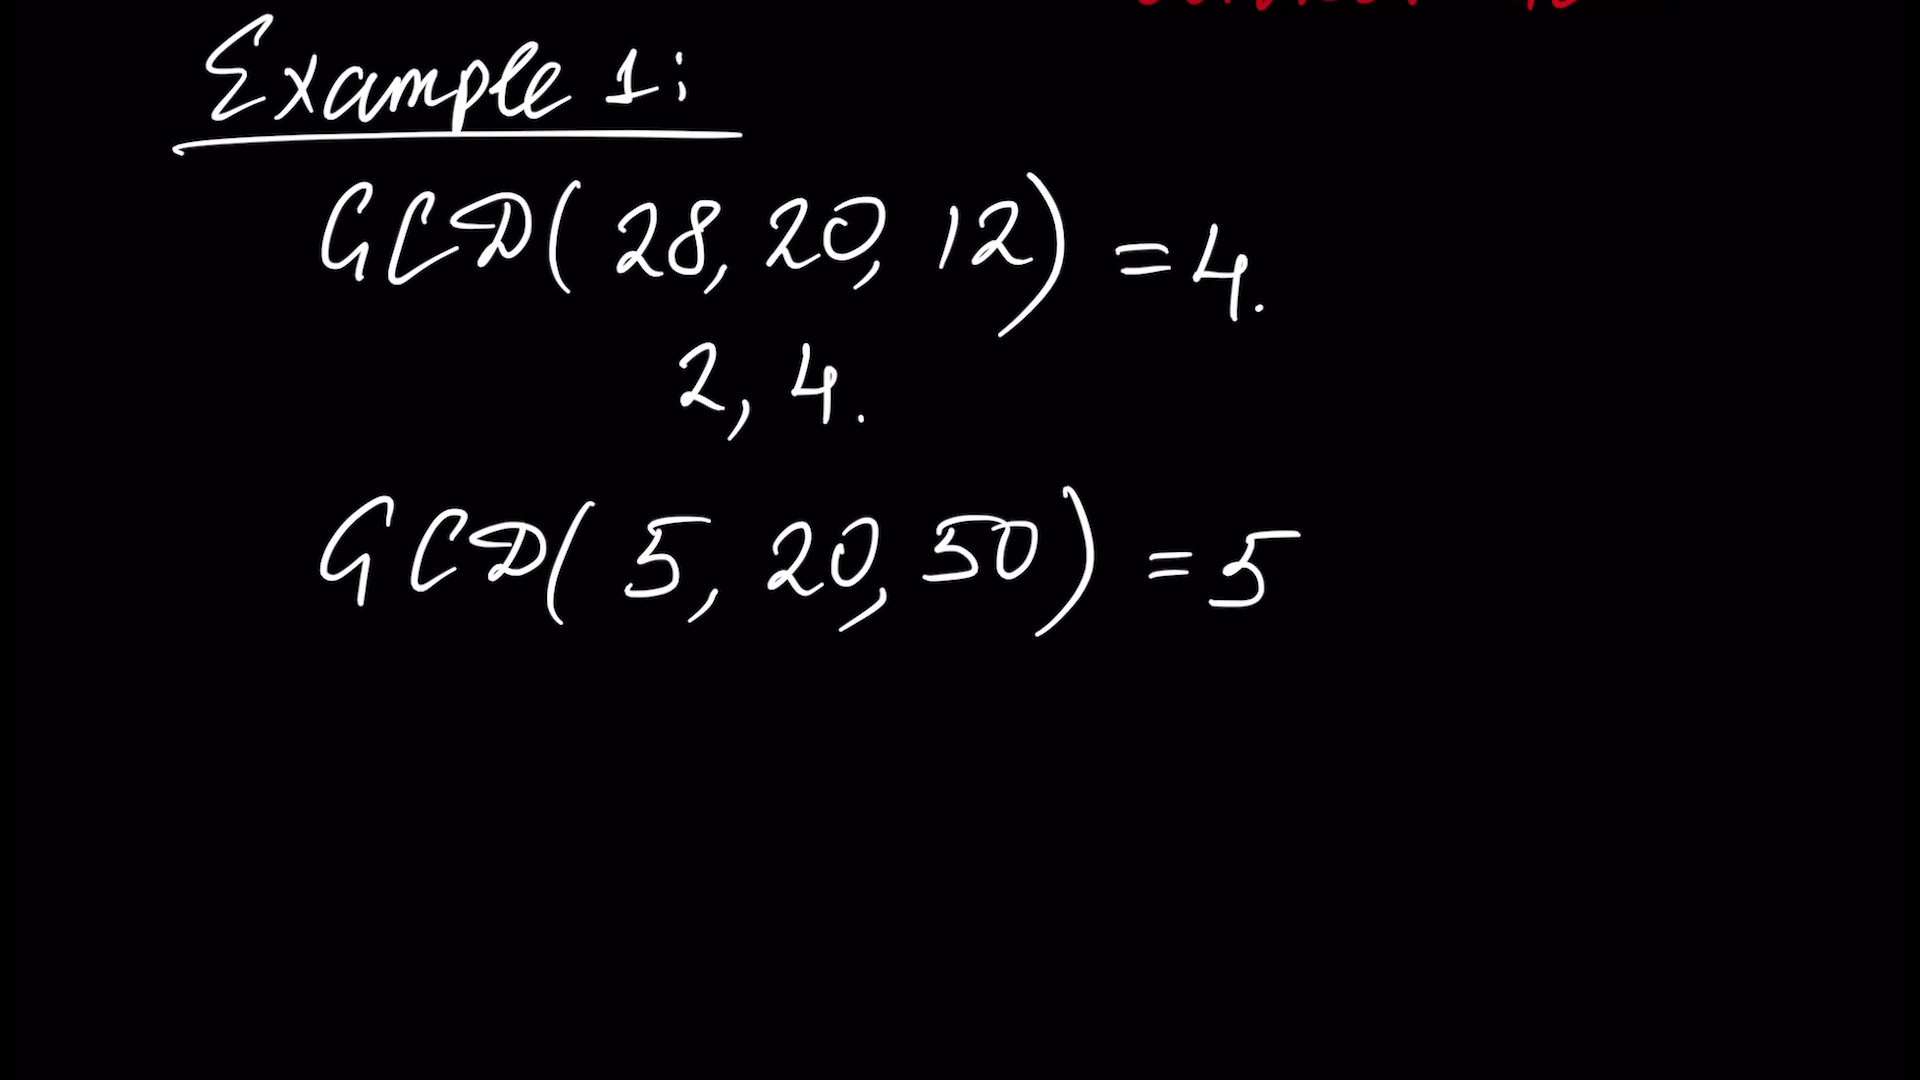 Example 1:
GCD( 28, 20, 12) = 4.
2, 4.
GCD( 5, 20, 50) = 5